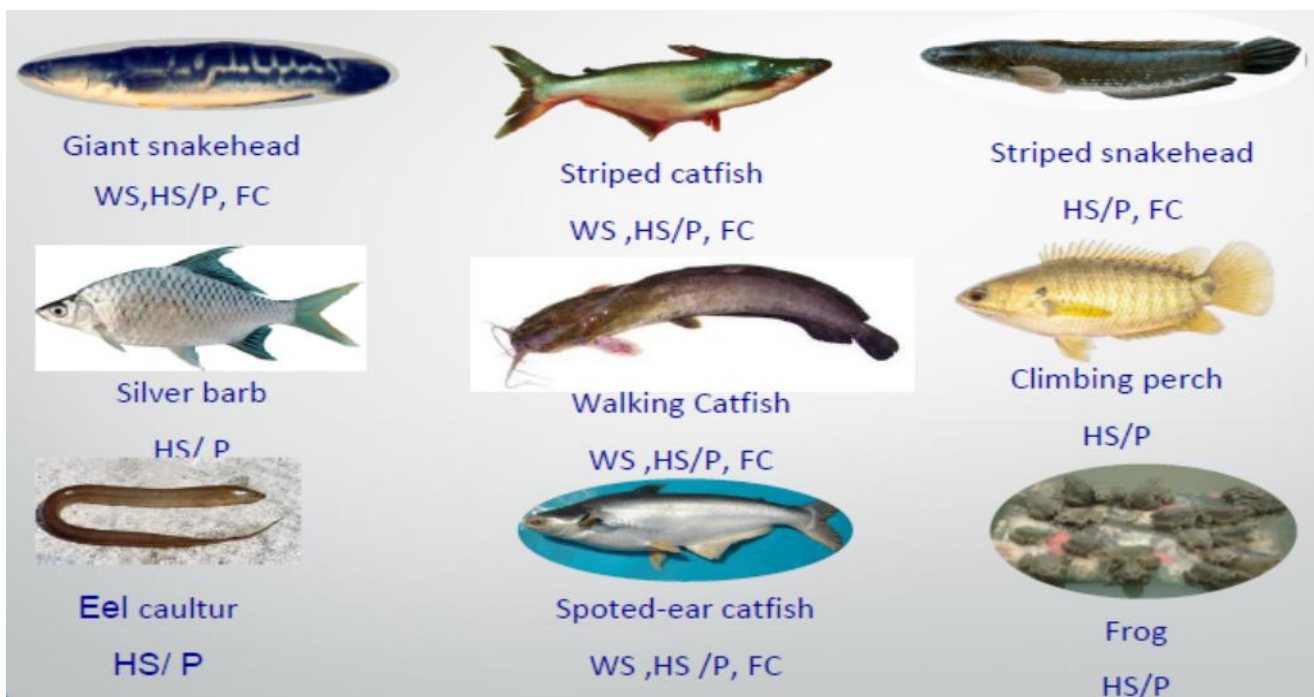 Giant snakehead
WS,HS/P, FC
Striped catfish
WS ,HS/P, FC
Striped snakehead
HS/P, FC
Silver barb
HS/ P
Walking Catfish
WS ,HS/P, FC
Climbing perch
HS/P
Eel caultur
HS/ P
Spoted-ear catfish
WS ,HS /P, FC
Frog
HS/P